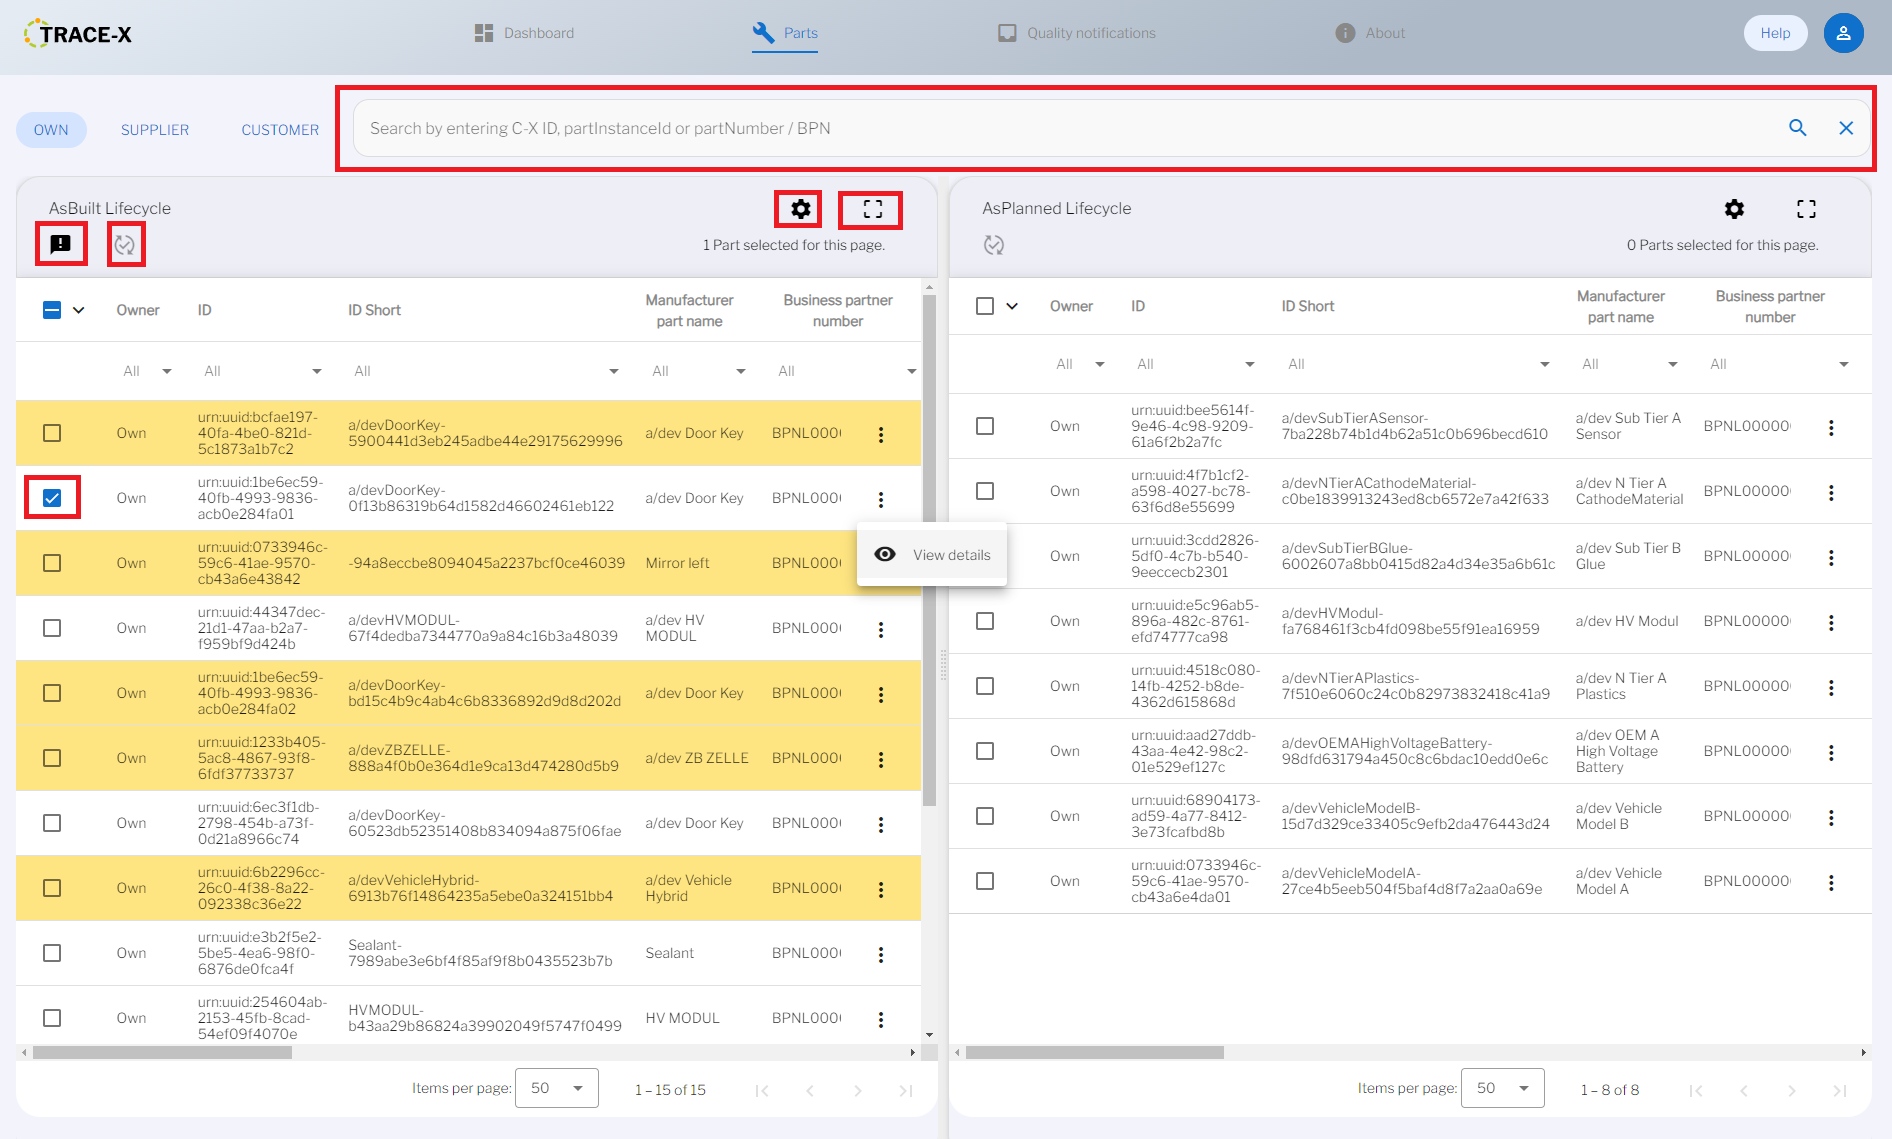 TRACE-X
Dashboard
Parts
Quality notifications
About
Help
OWN
SUPPLIER
CUSTOMER
Search by entering C-X ID, partInstanceId or partNumber / BPN
AsBuilt Lifecycle
1 Part selected for this page.
Owner
ID
ID Short
Manufacturer
part name
Business partner
number
All
All
All
All
All
Own
urn:uuid:bcfae197-
40fa-4be0-821d-
5c1873a1b7c2
a/devDoorKey-
5900441d3eb245adbe44e29175629996
a/dev Door Key
BPNL000
Own
urn:uuid:1be6ec59-
40fb-4993-9836-
acb0e284fa01
a/devDoorKey-
0f13b86319b64d1582d46602461eb122
a/dev Door Key
BPNL000
View details
Own
urn:uuid:0733946c-
59c6-41ae-9570-
cb43a6e43842
-94a8eccbe8094045a2237bcf0ce46039
Mirror left
BPNL000
Own
urn:uuid:44347dec-
21d1-47aa-b2a7-
f959bf9d424b
a/devHVMODUL-
67f4dedba7344770a9a84c16b3a48039
a/dev HV
MODUL
BPNL000
Own
urn:uuid:1be6ec59-
40fb-4993-9836-
acb0e284fa02
a/devDoorKey-
bd15c4b9c4ab4c6b8336892d9d8d202d
a/dev Door Key
BPNL000
Own
urn:uuid:1233b405-
5ac8-4867-93f8-
6fdf37733737
a/devZBZELLE-
888a4f0b0e364d1e9ca13d474280d5b9
a/dev ZB ZELLE
BPNL000
Own
urn:uuid:6ec3f1db-
2798-454b-a73f-
0d21a8966c74
a/devDoorKey-
60523db52351408b834094a875f06fae
a/dev Door Key
BPNL000
Own
urn:uuid:6b2296cc-
26c0-4f38-8a22-
092338c36e22
a/devVehicleHybrid-
6913b76f14864235a5ebe0a324151bb4
a/dev Vehicle
Hybrid
BPNL000
Own
urn:uuid:e3b2f5e2-
5be5-4ea6-98f0-
6876de0fca4f
Sealant-
7989abe3e6bf4f85af9f8b0435523b7b
Sealant
BPNL000
Own
urn:uuid:254604ab-
2153-45fb-8cad-
54ef09f4070e
HVMODUL-
b43aa29b86824a39902049f5747f0499
HV MODUL
BPNL000
Items per page:
50
1 – 15 of 15
AsPlanned Lifecycle
0 Parts selected for this page.
Owner
ID
ID Short
Manufacturer
part name
Business partner
number
All
All
All
All
All
Own
urn:uuid:bee5614f-
9e46-4c98-9209-
61a6f2b2a7fc
a/devSubTierASensor-
7ba228b74b1d4b62a51c0b696becd610
a/dev Sub Tier A
Sensor
BPNL00000
Own
urn:uuid:4f7b1cf2-
a598-4027-bc78-
63f6d8e55699
a/devNTierACathodeMaterial-
c0be1839913243ed8cb6572e7a42f633
a/dev N Tier A
CathodeMaterial
BPNL00000
Own
urn:uuid:3cdd2826-
5df0-4c7b-b540-
9eeccecb2301
a/devSubTierBGlue-
6002607a8bb0415d82a4d34e35a6b61c
a/dev Sub Tier B
Glue
BPNL00000
Own
urn:uuid:e5c96ab5-
896a-482c-8761-
efd74777ca98
a/devHVModul-
fa768461f3cb4fd098be55f91ea16959
a/dev HV Modul
BPNL00000
Own
urn:uuid:4518c080-
14fb-4252-b8de-
4362d615868d
a/devNTierAPlastics-
7f510e6060c24c0b82973832418c41a9
a/dev N Tier A
Plastics
BPNL00000
Own
urn:uuid:aad27ddb-
43aa-4e42-98c2-
01e529ef127c
a/devOEMAHighVoltageBattery-
98dfd631794a450c8c6bdac10edd0e6c
a/dev OEM A
High Voltage
Battery
BPNL00000
Own
urn:uuid:68904173-
ad59-4a77-8412-
3e73fcafbd8b
a/devVehicleModelB-
15d7d329ce33405c9efb2da476443d24
a/dev Vehicle
Model B
BPNL00000
Own
urn:uuid:0733946c-
59c6-41ae-9570-
cb43a6e4da01
a/devVehicleModelA-
27ce4b5eeb504f5baf4d8f7a2aa0a69e
a/dev Vehicle
Model A
BPNL00000
Items per page:
50
1 – 8 of 8